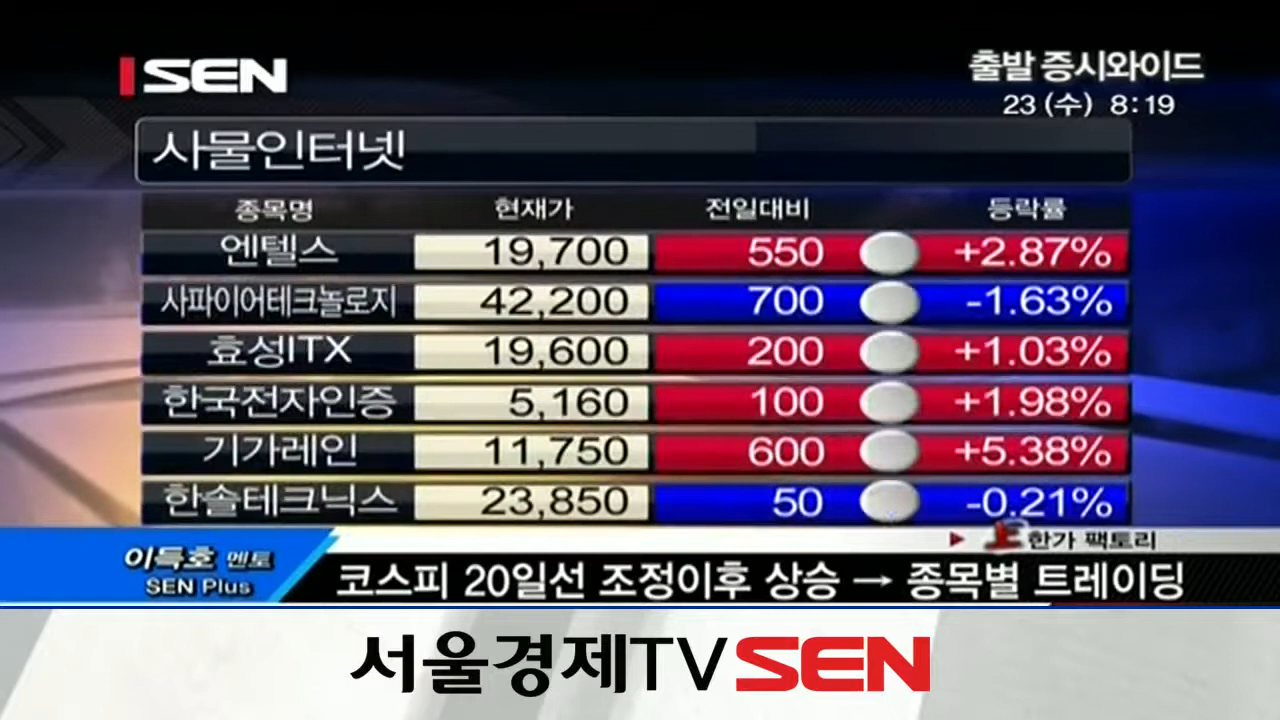 SEN
출발 증시와이드
23 (수) 8:19
사물인터넷
종목명 현재가 전일대비 등락률
엔텔스 19,700 550 +2.87%
사파이어테크놀로지 42,200 700 -1.63%
효성ITX 19,600 200 +1.03%
한국전자인증 5,160 100 +1.98%
기가레인 11,750 600 +5.38%
한솔테크닉스 23,850 50 -0.21%
上한가 팩토리
이득호 멘토
SEN Plus
코스피 20일선 조정이후 상승 → 종목별 트레이딩
서울경제TV SEN